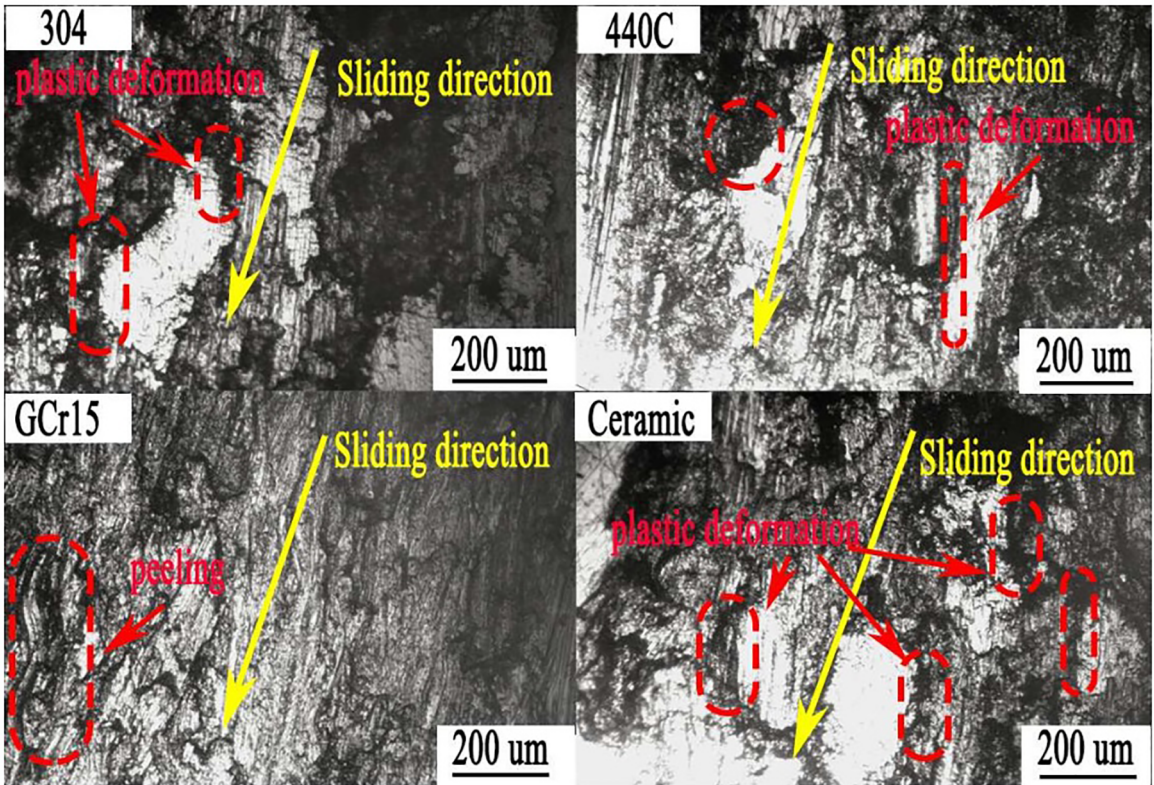 304
plastic deformation
Sliding direction
200 um
440C
Sliding direction
plastic deformation
200 um
GCr15
Sliding direction
peeling
200 um
Ceramic
Sliding direction
plastic deformation
200 um